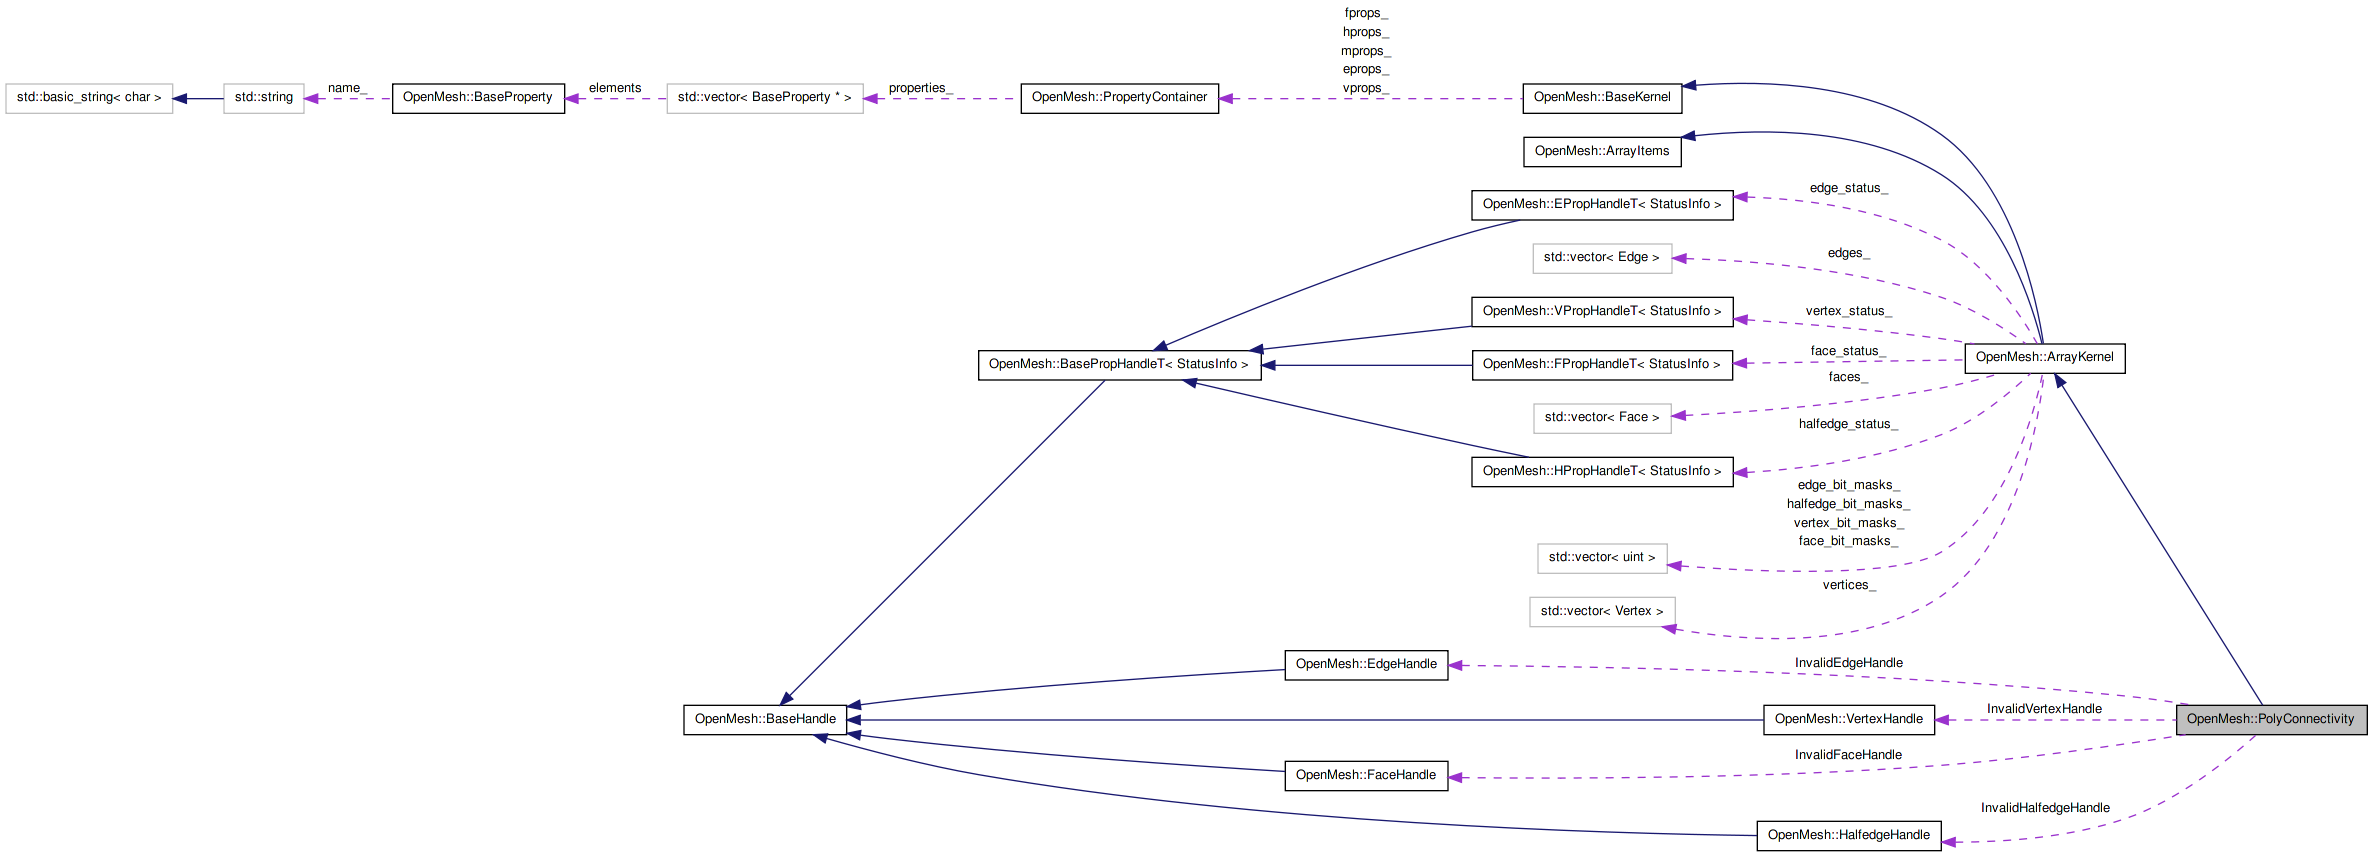 fprops_
hprops_
mprops_
eprops_
vprops_
std::basic_string< char >
std::string
name_
OpenMesh::BaseProperty
elements
std::vector< BaseProperty * >
properties_
OpenMesh::PropertyContainer
OpenMesh::BaseKernel
OpenMesh::ArrayItems
edge_status_
OpenMesh::EPropHandleT< StatusInfo >
edges_
std::vector< Edge >
vertex_status_
OpenMesh::VPropHandleT< StatusInfo >
face_status_
OpenMesh::ArrayKernel
OpenMesh::BasePropHandleT< StatusInfo >
OpenMesh::FPropHandleT< StatusInfo >
faces_
std::vector< Face >
halfedge_status_
OpenMesh::HPropHandleT< StatusInfo >
edge_bit_masks_
halfedge_bit_masks_
vertex_bit_masks_
face_bit_masks_
std::vector< uint >
vertices_
std::vector< Vertex >
OpenMesh::EdgeHandle
InvalidEdgeHandle
InvalidVertexHandle
OpenMesh::BaseHandle
OpenMesh::VertexHandle
OpenMesh::PolyConnectivity
InvalidFaceHandle
OpenMesh::FaceHandle
InvalidHalfedgeHandle
OpenMesh::HalfedgeHandle